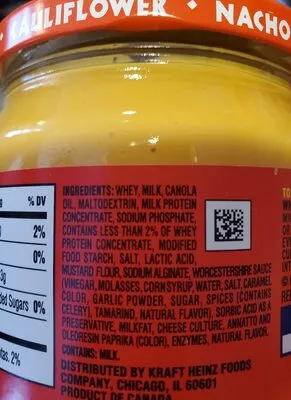 CAULIFLOWER • NACHO
INGREDIENTS: WHEY, MILK, CANOLA
OIL, MALTODEXTRIN, MILK PROTEIN
CONCENTRATE, SODIUM PHOSPHATE,
CONTAINS LESS THAN 2% OF WHEY
PROTEIN CONCENTRATE, MODIFIED
FOOD STARCH, SALT, LACTIC ACID,
MUSTARD FLOUR, SODIUM ALGINATE, WORCESTERSHIRE SAUCE
(VINEGAR, MOLASSES, CORN SYRUP, WATER, SALT, CARAMEL
COLOR, GARLIC POWDER, SUGAR, SPICES (CONTAINS
CELERY), TAMARIND, NATURAL FLAVOR), SORBIC ACID AS A
PRESERVATIVE, MILKFAT, CHEESE CULTURE, ANNATTO AND
OLEORESIN PAPRIKA (COLOR), ENZYMES, NATURAL FLAVOR.
CONTAINS: MILK.
DISTRIBUTED BY KRAFT HEINZ FOODS
COMPANY, CHICAGO, IL 60601
PRODUCT OF CANADA
% DV
2%
0%
3g
Sugars 0%
2%